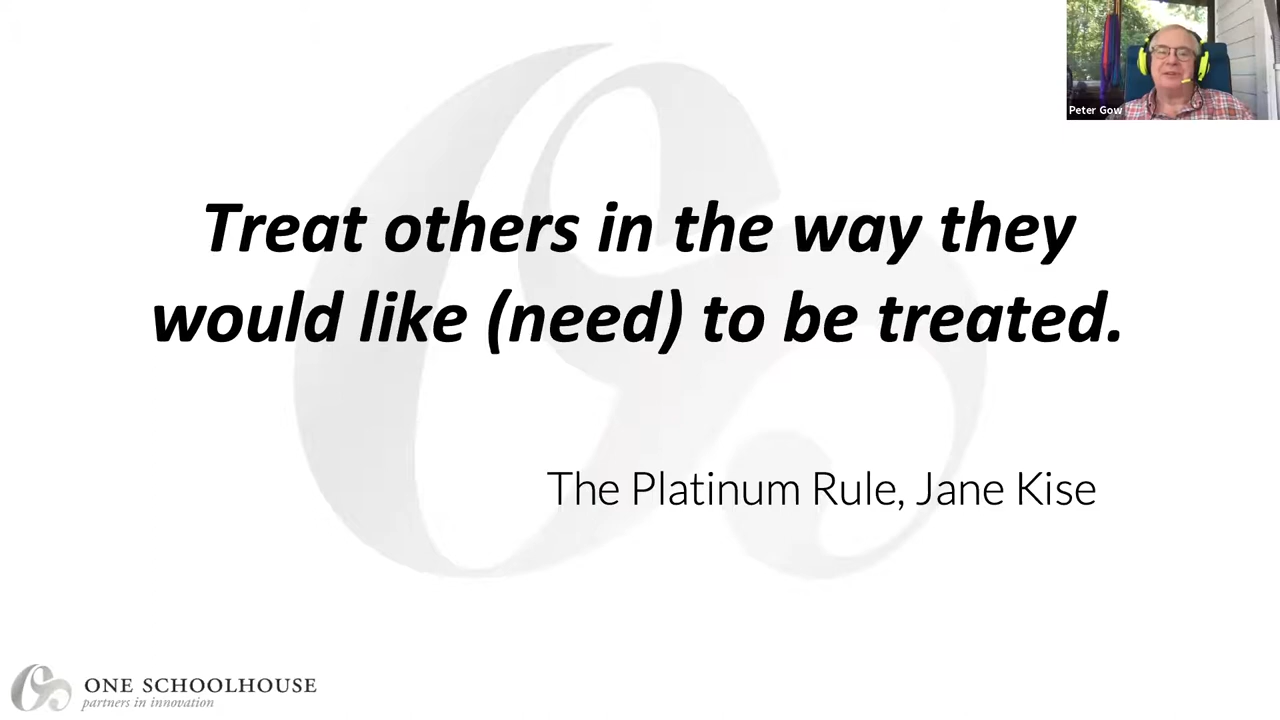 Peter Gow
Treat others in the way they
would like (need) to be treated.
The Platinum Rule, Jane Kise
ONE SCHOOLHOUSE
partners in innovation